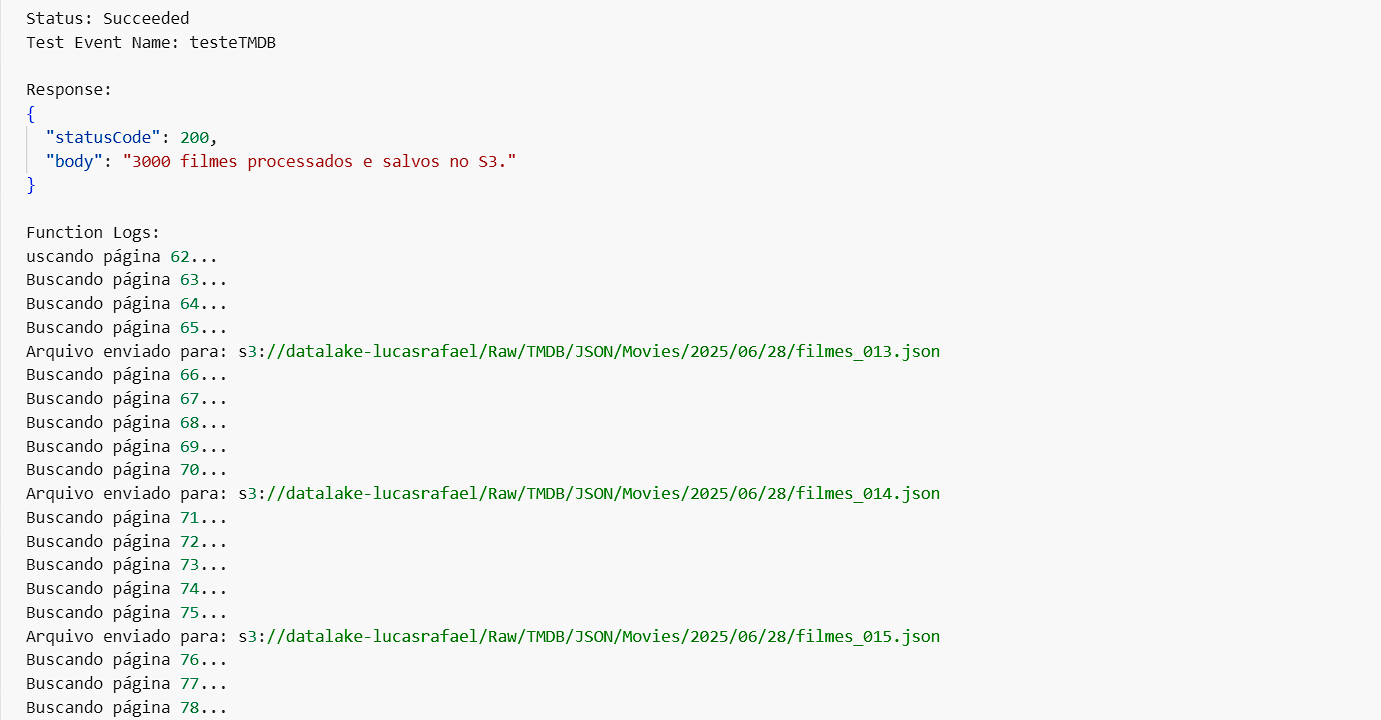 Status: Succeeded
Test Event Name: testeTMDB
Response:
{
"statusCode": 200,
"body": "3000 filmes processados e salvos no S3."
}
Function Logs:
uscando página 62...
Buscando página 63...
Buscando página 64...
Buscando página 65...
Arquivo enviado para: s3://datalake-lucasrafael/Raw/TMDB/JSON/Movies/2025/06/28/filmes_013.json
Buscando página 66...
Buscando página 67...
Buscando página 68...
Buscando página 69...
Buscando página 70...
Arquivo enviado para: s3://datalake-lucasrafael/Raw/TMDB/JSON/Movies/2025/06/28/filmes_014.json
Buscando página 71...
Buscando página 72...
Buscando página 73...
Buscando página 74...
Buscando página 75...
Arquivo enviado para: s3://datalake-lucasrafael/Raw/TMDB/JSON/Movies/2025/06/28/filmes_015.json
Buscando página 76...
Buscando página 77...
Buscando página 78...